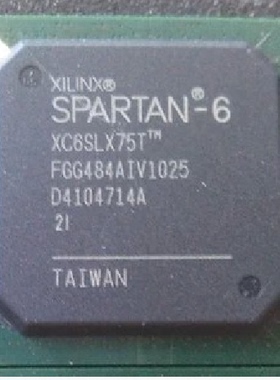 XILINX®
SPARTAN®-6
XC6SLX75T™
FGG484AIV1025
D4104714A
2I
TAIWAN